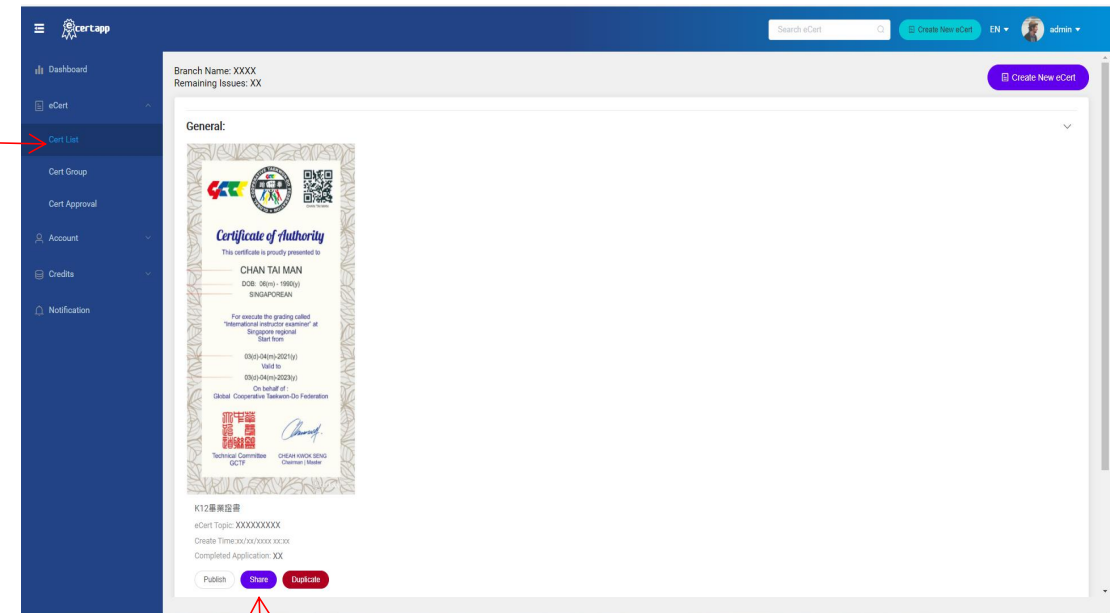 ecertapp
Search eCert
Create New eCert
EN
admin
Dashboard
eCert
Cert List
Cert Group
Cert Approval
Account
Credits
Notification
Branch Name: XXXX
Remaining Issues: XX
Create New eCert
General:
GCTF
Certificate of Authority
This certificate is proudly presented to
CHAN TAI MAN
DOB: 06(m) - 1990(y)
SINGAPOREAN
For execute the grading called
"International instructor examiner" at
Singapore regional
Start from
03(d)-04(m)-2021(y)
Valid to
03(d)-04(m)-2023(y)
On behalf of :
Global Cooperative Taekwon-Do Federation
Technical Committee
GCTF
CHEAH KWOK SENG
Chairman | Master
K12畢業證書
eCert Topic: XXXXXXXXX
Create Time:xx/xx/xxxx xx:xx
Completed Application: XX
Publish
Share
Duplicate